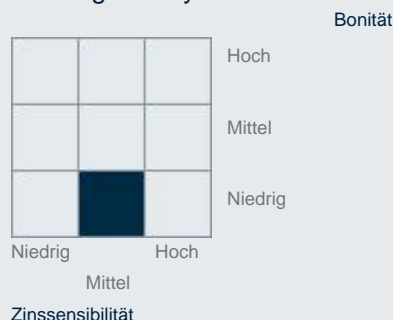 Bonität
Hoch
Mittel
Niedrig
Niedrig
Hoch
Mittel
Zinssensibilität